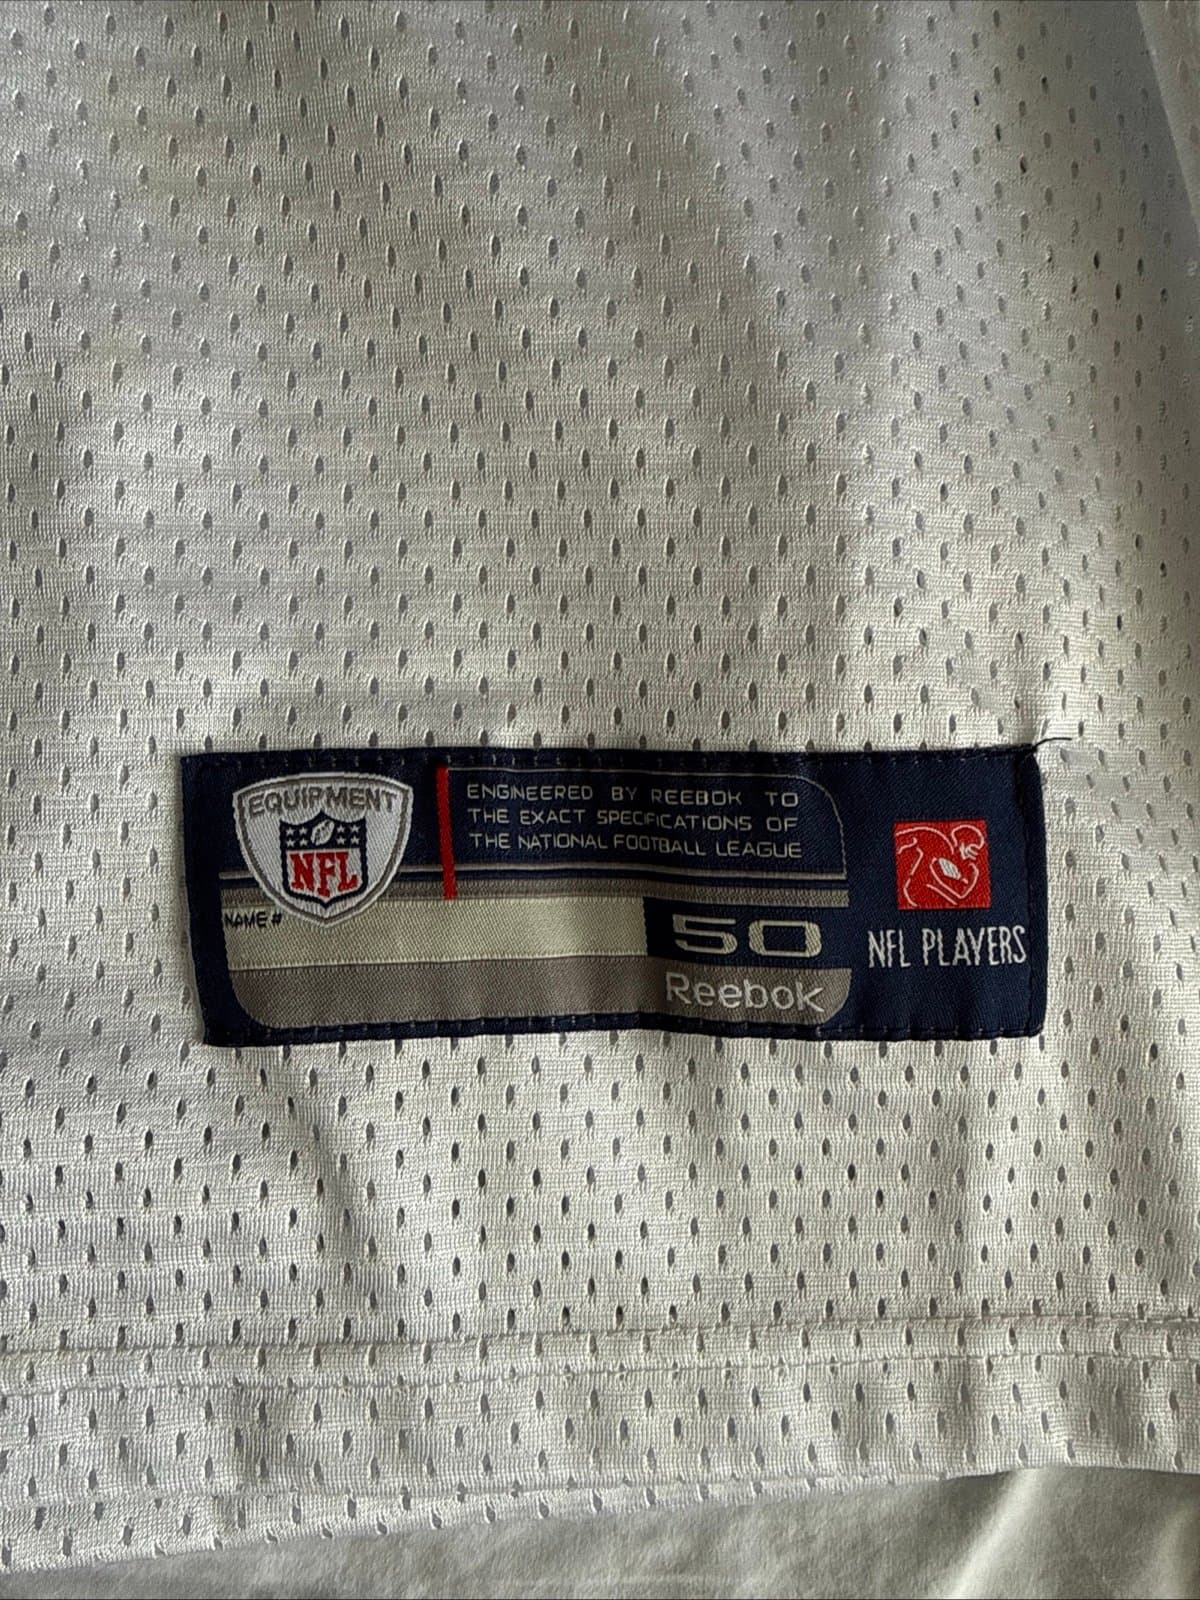 EQUIPMENT
NFL
ENGINEERED BY REEBOK TO
THE EXACT SPECIFICATIONS OF
THE NATIONAL FOOTBALL LEAGUE
NAME #
50
Reebok
NFL PLAYERS